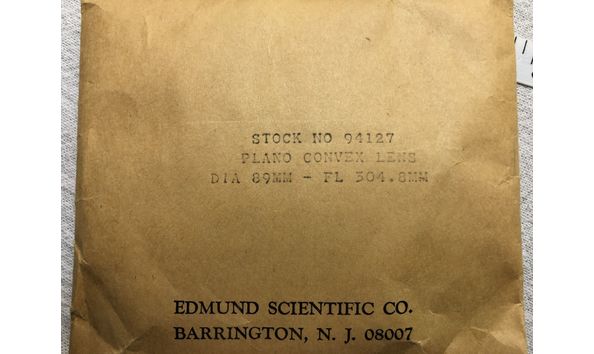 STOCK NO 94127
PLANO CONVEX LENS
DIA 89MM - FL 304.8MM
EDMUND SCIENTIFIC CO.
BARRINGTON, N. J. 08007